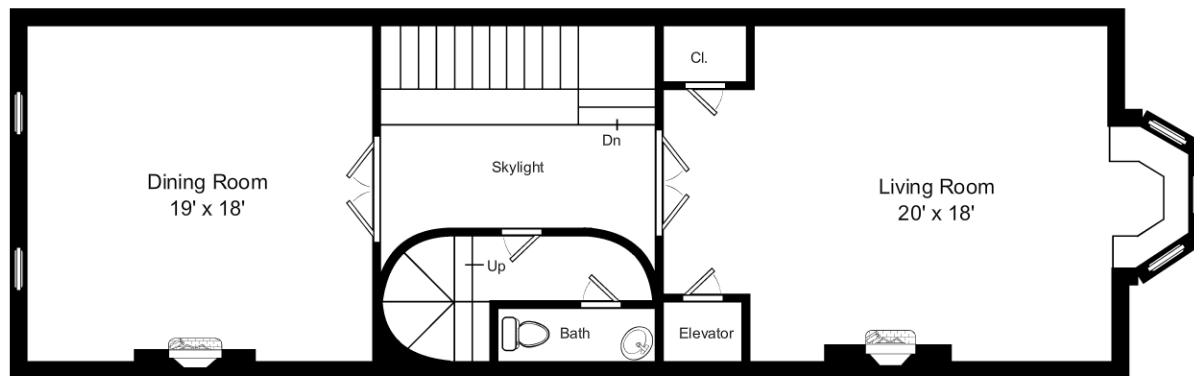 Cl.
Dn
Skylight
Dining Room
19' x 18'
Living Room
20' x 18'
Up
Bath
Elevator